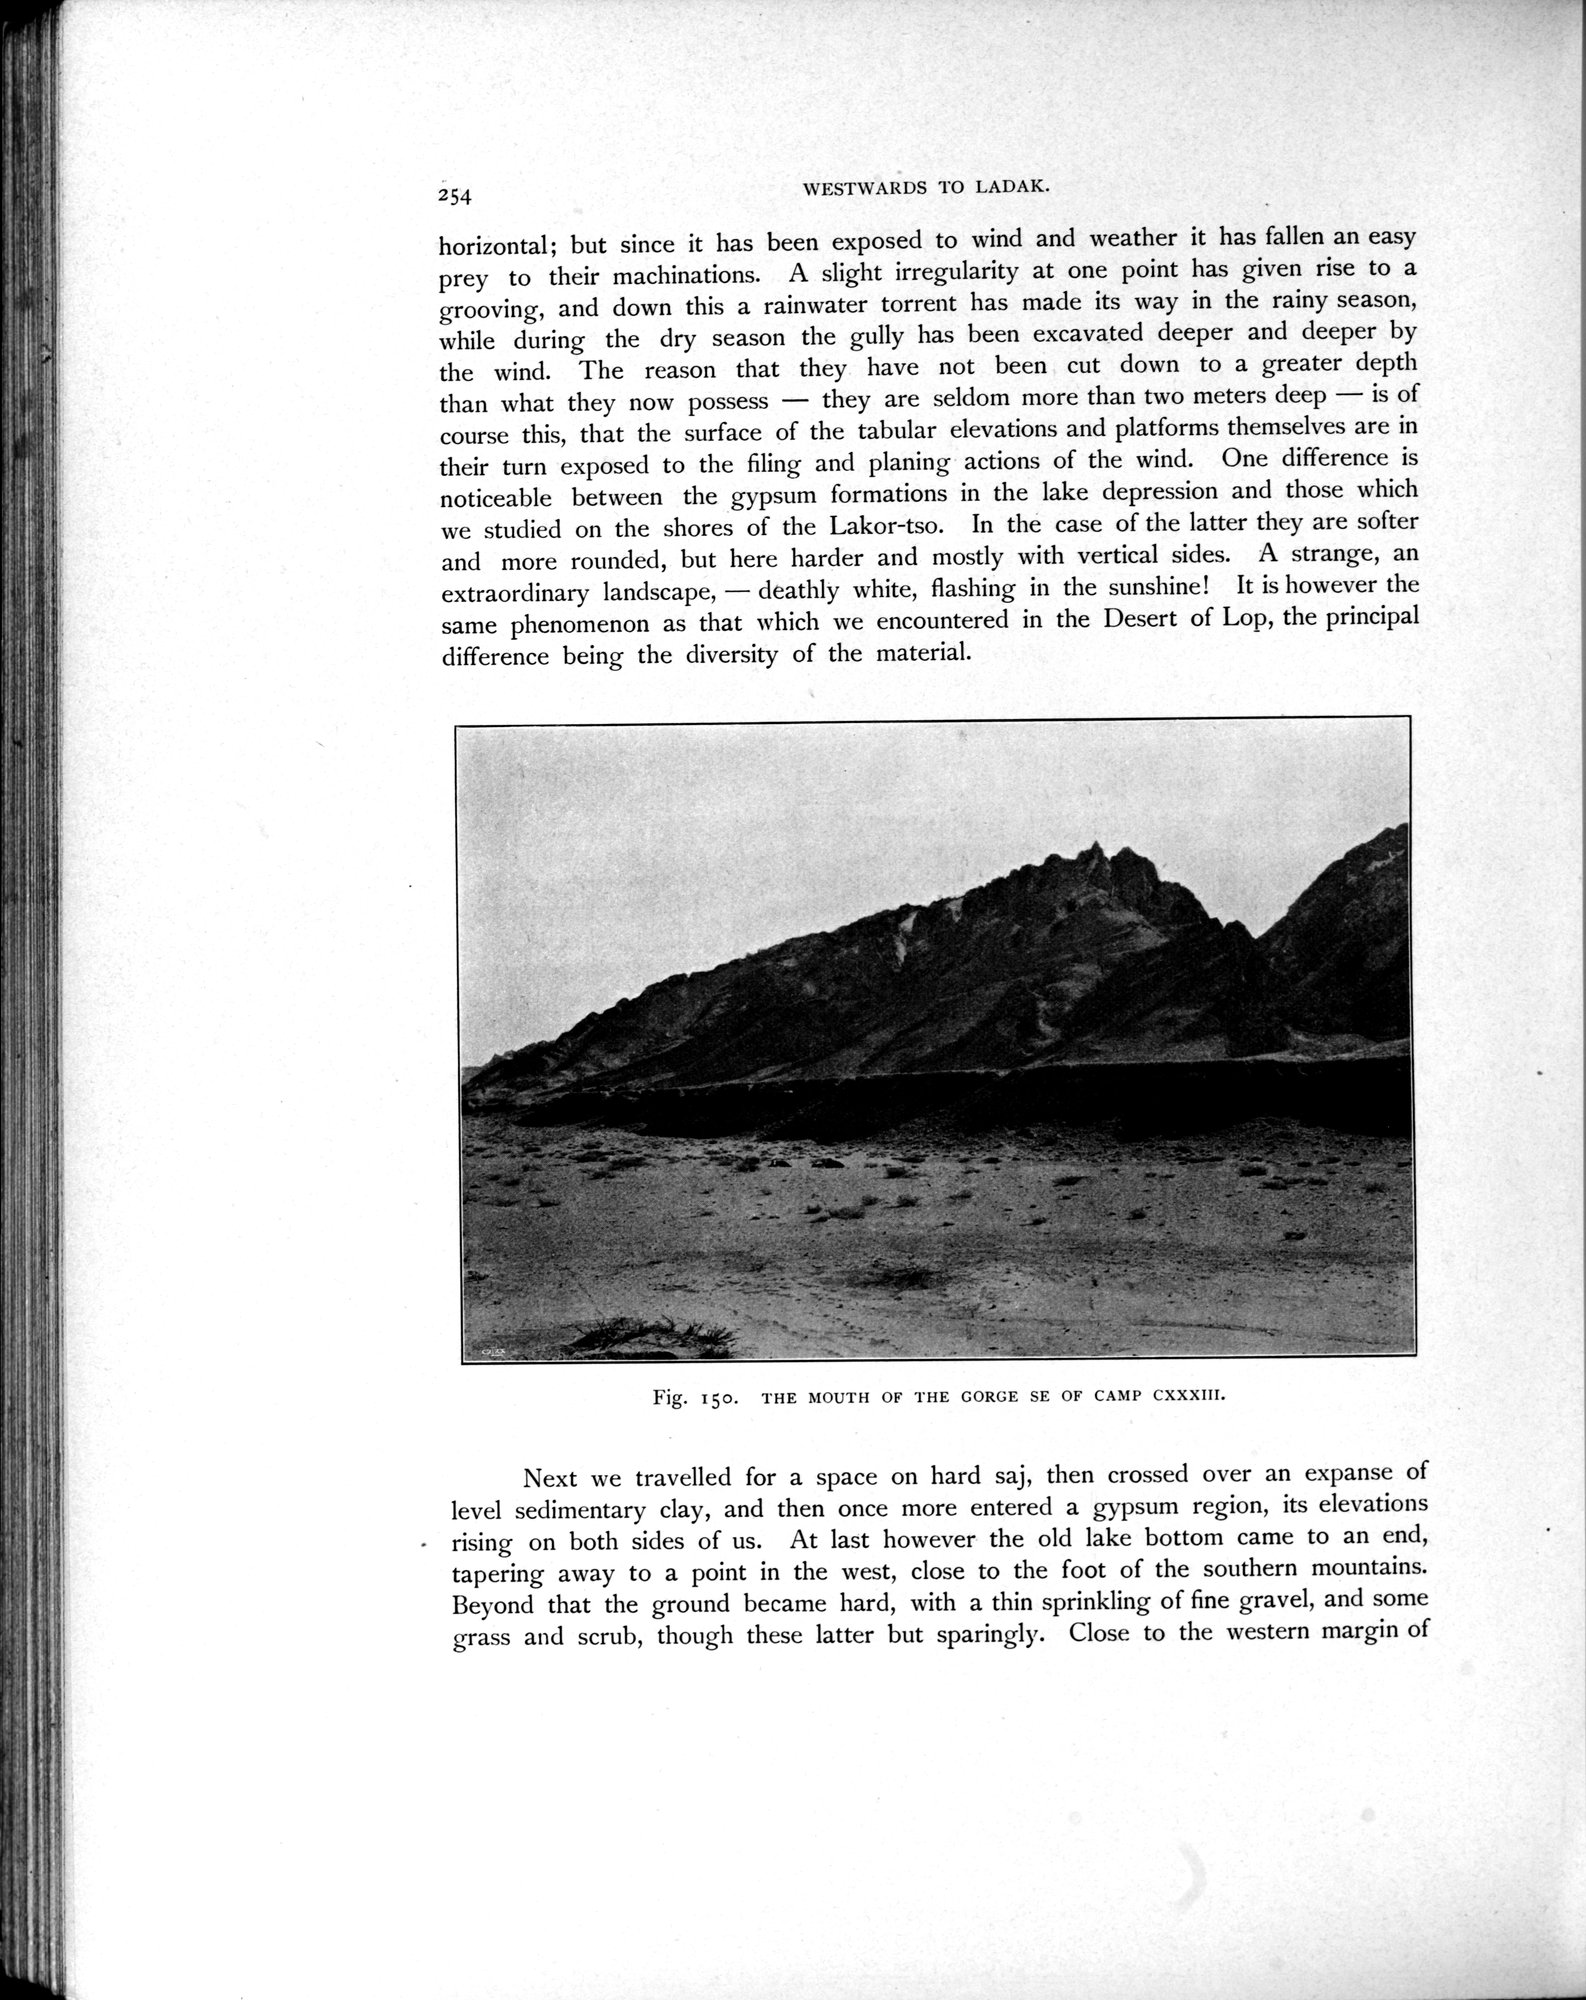 254
WESTWARDS TO LADAK.
horizontal; but since it has been exposed to wind and weather it has fallen an easy
prey to their machinations. A slight irregularity at one point has given rise to a
grooving, and down this a rainwater torrent has made its way in the rainy season,
while during the dry season the gully has been excavated deeper and deeper by
the wind. The reason that they have not been cut down to a greater depth
than what they now possess — they are seldom more than two meters deep — is of
course this, that the surface of the tabular elevations and platforms themselves are in
their turn exposed to the filing and planing actions of the wind. One difference is
noticeable between the gypsum formations in the lake depression and those which
we studied on the shores of the Lakor-tso. In the case of the latter they are softer
and more rounded, but here harder and mostly with vertical sides. A strange, an
extraordinary landscape, — deathly white, flashing in the sunshine! It is however the
same phenomenon as that which we encountered in the Desert of Lop, the principal
difference being the diversity of the material.
Fig. 150. THE MOUTH OF THE GORGE SE OF CAMP CXXXIII.
Next we travelled for a space on hard saj, then crossed over an expanse of
level sedimentary clay, and then once more entered a gypsum region, its elevations
rising on both sides of us. At last however the old lake bottom came to an end,
tapering away to a point in the west, close to the foot of the southern mountains.
Beyond that the ground became hard, with a thin sprinkling of fine gravel, and some
grass and scrub, though these latter but sparingly. Close to the western margin of